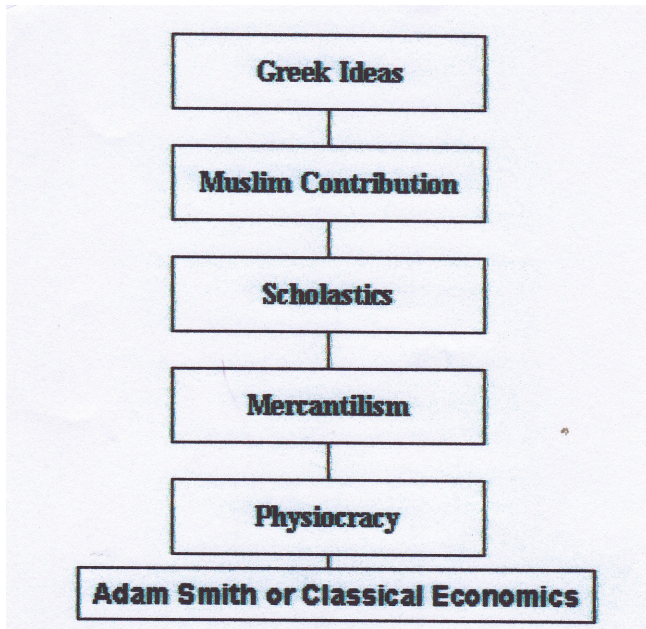 Greek Ideas
Muslim Contribution
Scholastics
Mercantilism
Physiocracy
Adam Smith or Classical Economics